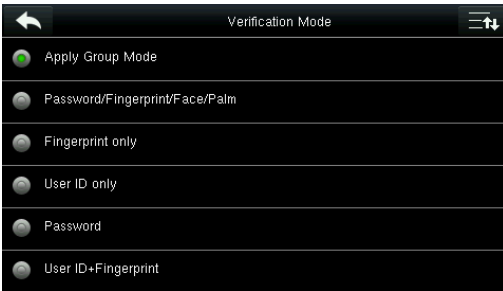 Verification Mode
Apply Group Mode
Password/Fingerprint/Face/Palm
Fingerprint only
User ID only
Password
User ID+Fingerprint